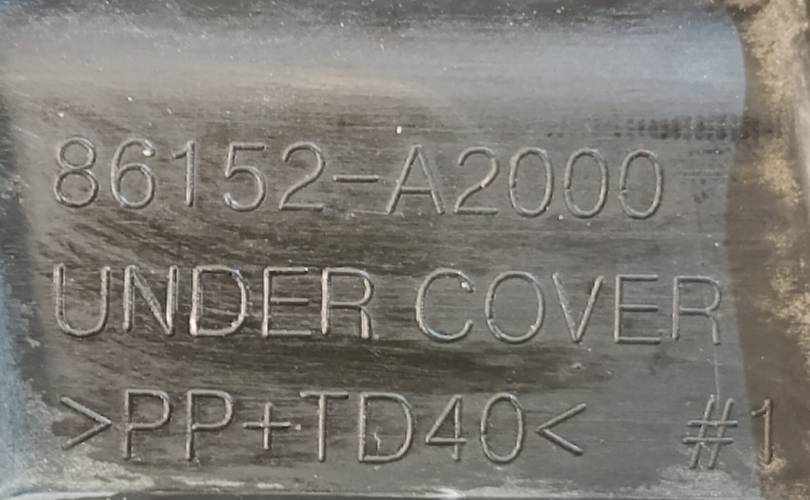 86152-A2000
UNDER COVER
>PP+TD40< #1